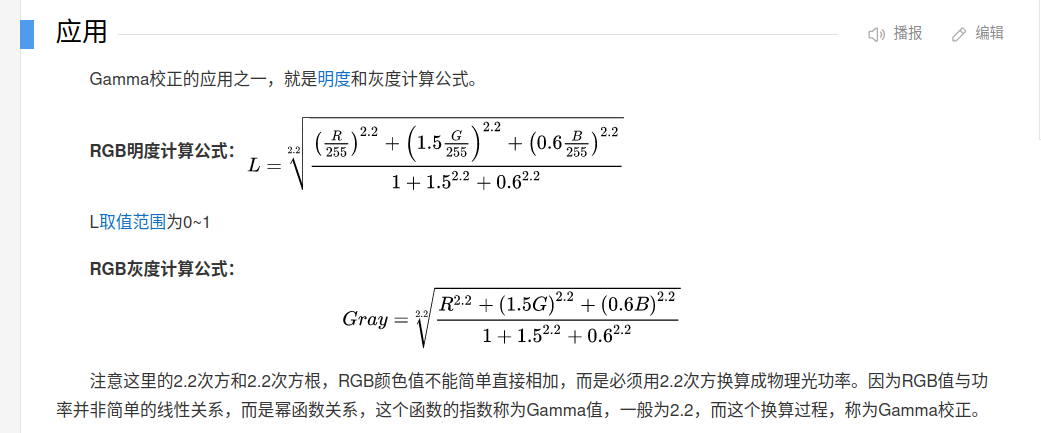 应用
播报
编辑
Gamma校正的应用之一，就是明度和灰度计算公式。
RGB明度计算公式： L = \sqrt[2.2]{\frac{\left(\frac{R}{255}\right)^{2.2} + \left(1.5\frac{G}{255}\right)^{2.2} + \left(0.6\frac{B}{255}\right)^{2.2}}{1 + 1.5^{2.2} + 0.6^{2.2}}}
L取值范围为0~1
RGB灰度计算公式：
Gray = \sqrt[2.2]{\frac{R^{2.2} + (1.5G)^{2.2} + (0.6B)^{2.2}}{1 + 1.5^{2.2} + 0.6^{2.2}}}
注意这里的2.2次方和2.2次方根，RGB颜色值不能简单直接相加，而是必须用2.2次方换算成物理光功率。因为RGB值与功
率并非简单的线性关系，而是幂函数关系，这个函数的指数称为Gamma值，一般为2.2，而这个换算过程，称为Gamma校正。